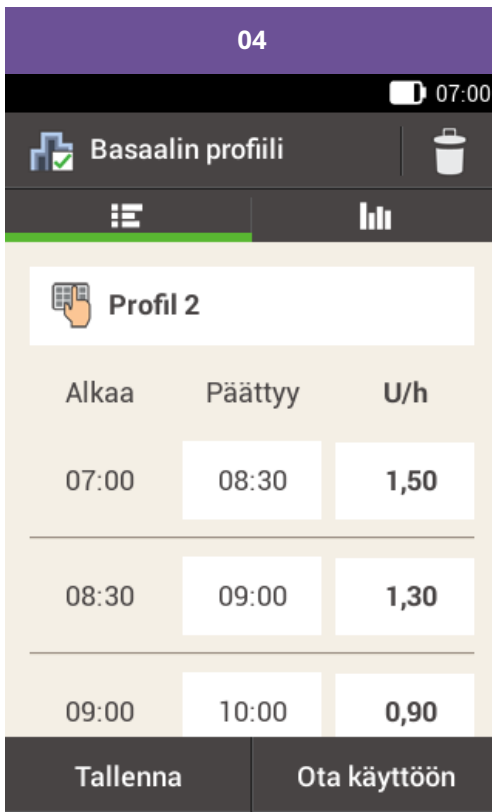 04
07:00
Basaalin profiili
Profil 2
Alkaa Päättyy U/h
07:00 08:30 1,50
08:30 09:00 1,30
09:00 10:00 0,90
Tallenna Ota käyttöön